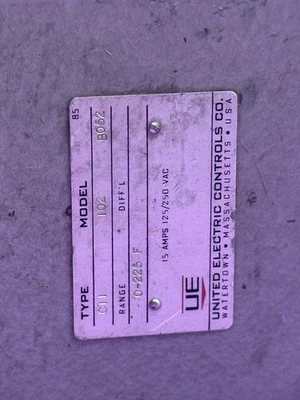 85
TYPE MODEL
C11 102 8062
RANGE DIFF'L
0-225 F
15 AMPS 125/250 VAC
UE
UNITED ELECTRIC CONTROLS CO.
WATERTOWN • MASSACHUSETTS • USA